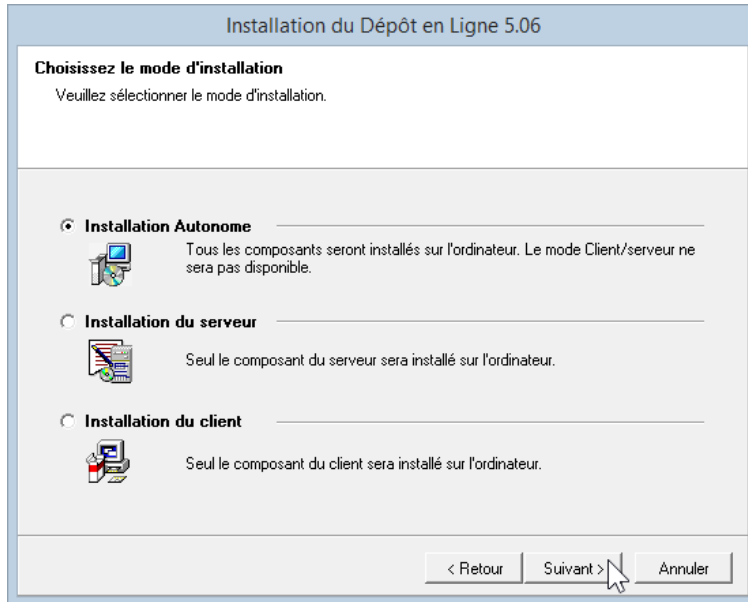 Installation du Dépôt en Ligne 5.06
Choisissez le mode d'installation
Veuillez sélectionner le mode d'installation.
Installation Autonome
Tous les composants seront installés sur l'ordinateur. Le mode Client/serveur ne
sera pas disponible.
Installation du serveur
Seul le composant du serveur sera installé sur l'ordinateur.
Installation du client
Seul le composant du client sera installé sur l'ordinateur.
< Retour
Suivant >
Annuler